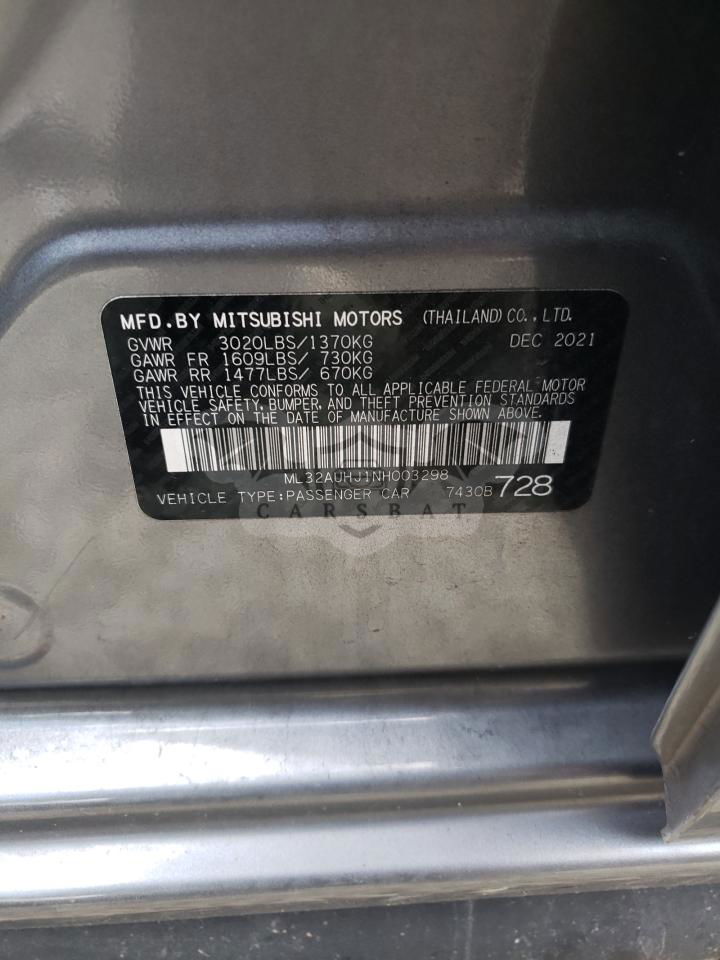 MFD.BY MITSUBISHI MOTORS (THAILAND) CO., LTD.
GVWR 3020LBS/1370KG DEC 2021
GAWR FR 1609LBS/ 730KG
GAWR RR 1477LBS/ 670KG
THIS VEHICLE CONFORMS TO ALL APPLICABLE FEDERAL MOTOR
VEHICLE SAFETY, BUMPER, AND THEFT PREVENTION STANDARDS
IN EFFECT ON THE DATE OF MANUFACTURE SHOWN ABOVE.
ML32AUHJ1NH003298
VEHICLE TYPE:PASSENGER CAR 7430B 728
CARSBAT